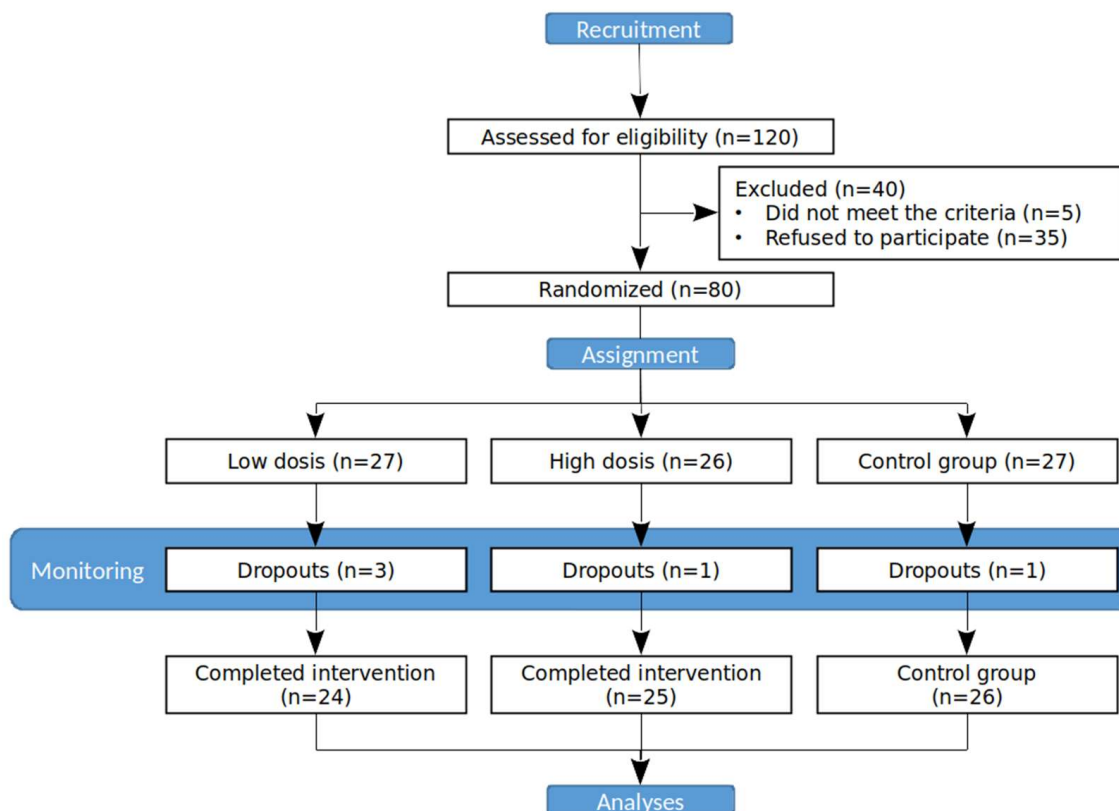 Recruitment
Assessed for eligibility (n=120)
Excluded (n=40)
• Did not meet the criteria (n=5)
• Refused to participate (n=35)
Randomized (n=80)
Assignment
Low dosis (n=27)
High dosis (n=26)
Control group (n=27)
Monitoring
Dropouts (n=3)
Dropouts (n=1)
Dropouts (n=1)
Completed intervention
(n=24)
Completed intervention
(n=25)
Control group
(n=26)
Analyses